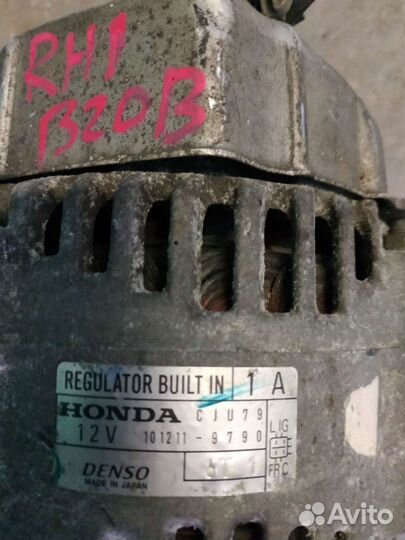 RH1
B20B
REGULATOR BUILT IN 1 A
HONDA CJU79
12V 101211-9790
L IG
DENSO
MADE IN JAPAN
FR C
Avito